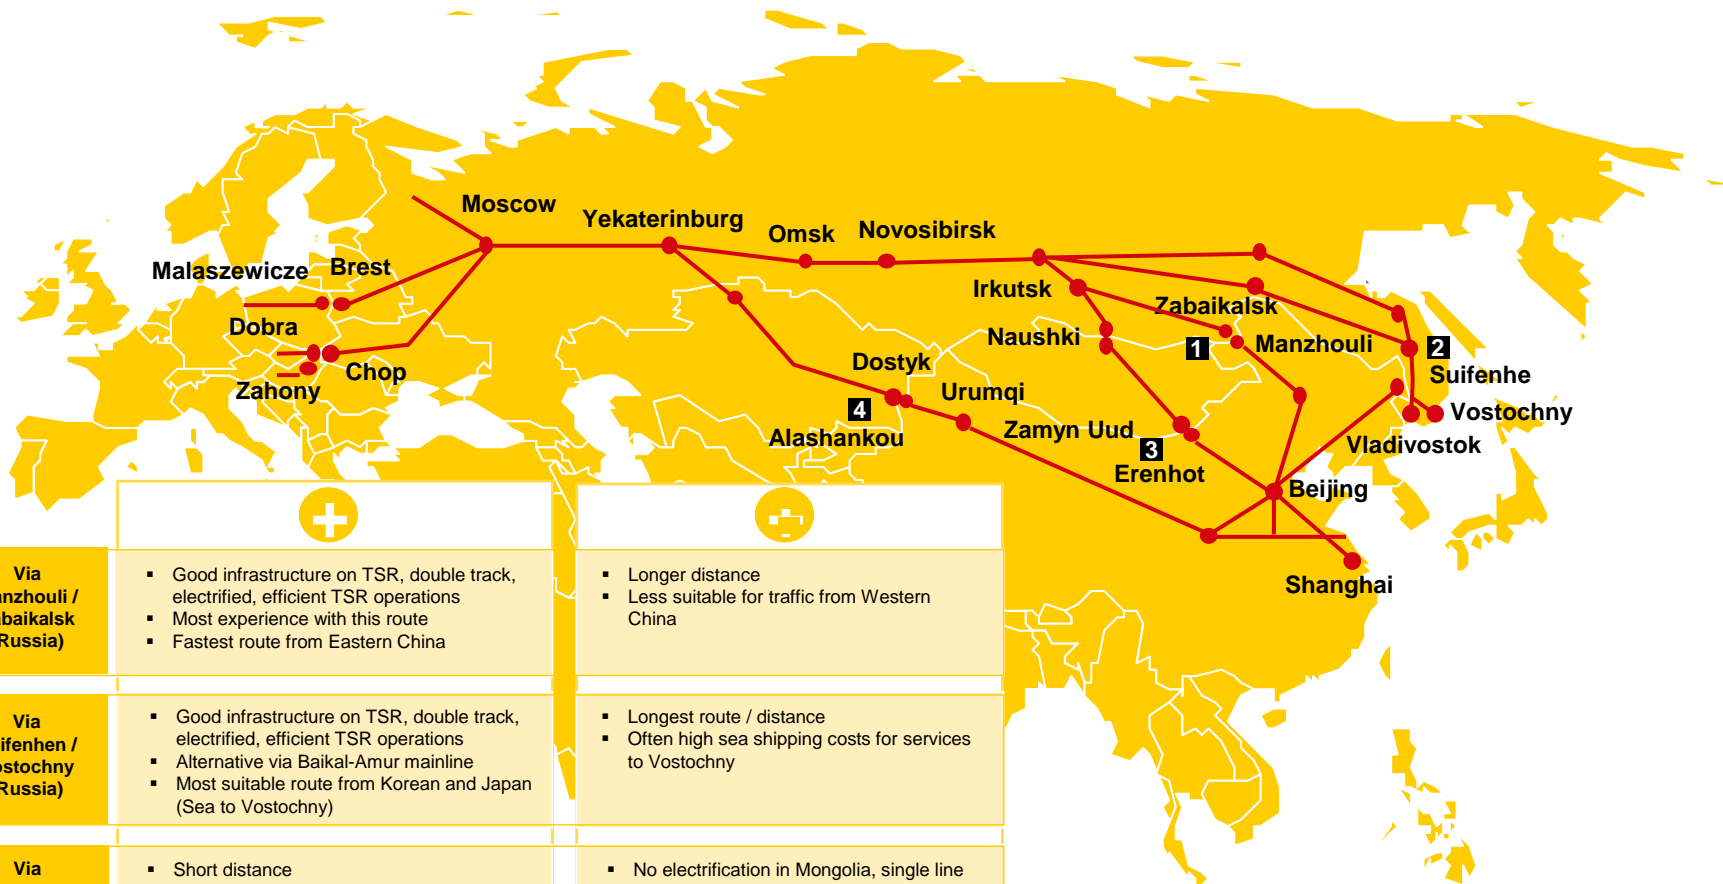 Moscow
Yekaterinburg
Omsk
Novosibirsk
Malaszewicze
Brest
Irkutsk
Zabaikalsk
Dobra
Naushki
1
Manzhouli
2
Zahony
Chop
Dostyk
Suifenhe
Urumqi
4
Vostochny
Alashankou
Zamyn Uud
3
Vladivostok
Erenhot
Beijing
Shanghai
Via
nzhouli /
baikalsk
Russia)
▪ Good infrastructure on TSR, double track,
electrified, efficient TSR operations
▪ Most experience with this route
▪ Fastest route from Eastern China
▪ Longer distance
▪ Less suitable for traffic from Western
China
Via
ifenhen /
ostochny
Russia)
▪ Good infrastructure on TSR, double track,
electrified, efficient TSR operations
▪ Alternative via Baikal-Amur mainline
▪ Most suitable route from Korean and Japan
(Sea to Vostochny)
▪ Longest route / distance
▪ Often high sea shipping costs for services
to Vostochny
Via
▪ Short distance
▪ No electrification in Mongolia, single line